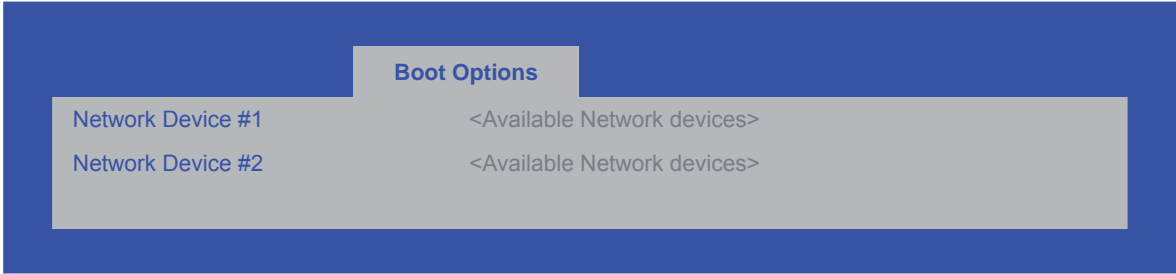 Boot Options
Network Device #1 <Available Network devices>
Network Device #2 <Available Network devices>